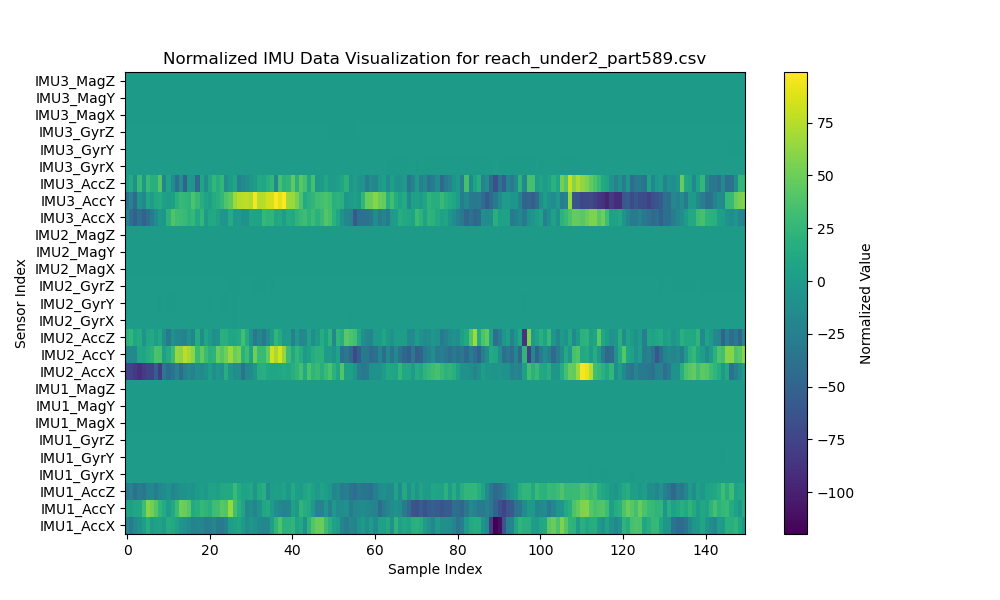 Normalized IMU Data Visualization for reach_under2_part589.csv
IMU3_MagZ
IMU3_MagY
IMU3_MagX
IMU3_GyrZ
IMU3_GyrY
IMU3_GyrX
IMU3_AccZ
IMU3_AccY
IMU3_AccX
IMU2_MagZ
IMU2_MagY
IMU2_MagX
IMU2_GyrZ
IMU2_GyrY
IMU2_GyrX
IMU2_AccZ
IMU2_AccY
IMU2_AccX
IMU1_MagZ
IMU1_MagY
IMU1_MagX
IMU1_GyrZ
IMU1_GyrY
IMU1_GyrX
IMU1_AccZ
IMU1_AccY
IMU1_AccX
Sensor Index
0 20 40 60 80 100 120 140
Sample Index
75
50
25
0
−25
−50
−75
−100
Normalized Value